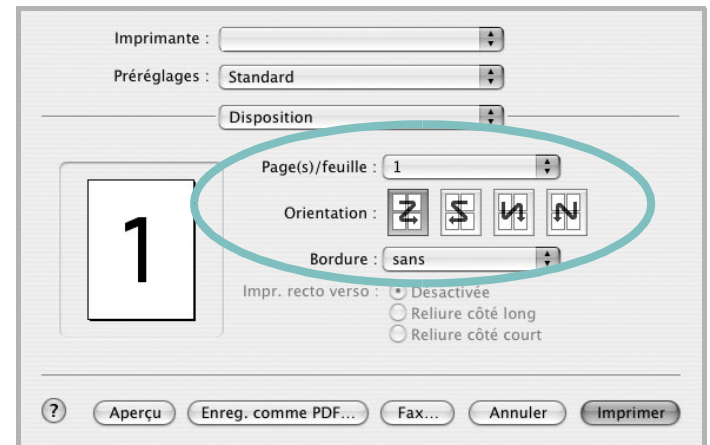 Imprimante :
Préréglages : Standard
Disposition
Page(s)/feuille : 1
Orientation :
1
Bordure : sans
Impr. recto verso : Désactivée
Reliure côté long
Reliure côté court
? Aperçu Enreg. comme PDF... Fax... Annuler Imprimer